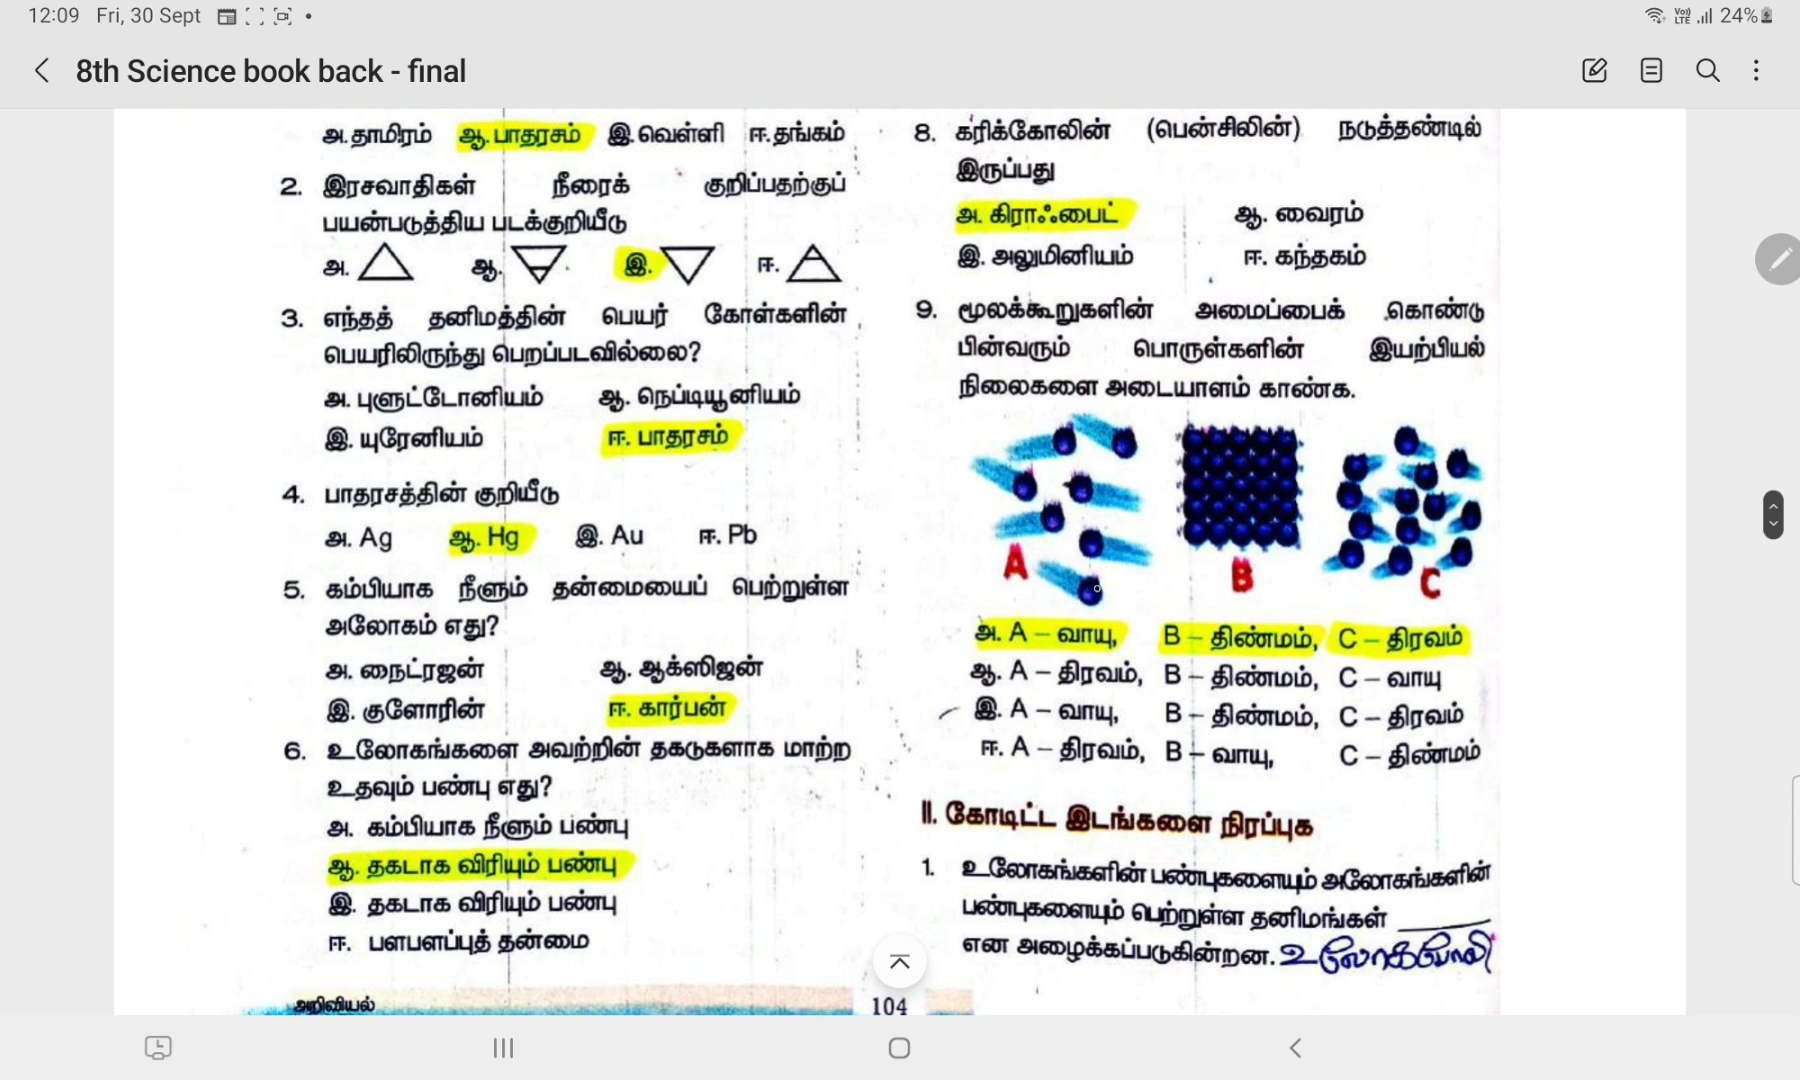 12:09 Fri, 30 Sept
Vo)) LTE 24%
8th Science book back - final
அ.தாமிரம் ஆ.பாதரசம் இ.வெள்ளி ஈ.தங்கம்
2. இரசவாதிகள் நீரைக் குறிப்பதற்குப்
பயன்படுத்திய படக்குறியீடு
அ. ஆ. இ. ஈ.
3. எந்தத் தனிமத்தின் பெயர் கோள்களின்
பெயரிலிருந்து பெறப்படவில்லை?
அ. புளுட்டோனியம் ஆ. நெப்டியூனியம்
இ. யுரேனியம் ஈ. பாதரசம்
4. பாதரசத்தின் குறியீடு
அ. Ag ஆ. Hg இ. Au ஈ. Pb
5. கம்பியாக நீளும் தன்மையைப் பெற்றுள்ள
அலோகம் எது?
அ. நைட்ரஜன் ஆ. ஆக்ஸிஜன்
இ. குளோரின் ஈ. கார்பன்
6. உலோகங்களை அவற்றின் தகடுகளாக மாற்ற
உதவும் பண்பு எது?
அ. கம்பியாக நீளும் பண்பு
ஆ. தகடாக விரியும் பண்பு
இ. தகடாக விரியும் பண்பு
ஈ. பளபளப்புத் தன்மை
அறிவியல்
104
8. கரிக்கோலின் (பென்சிலின்) நடுத்தண்டில்
இருப்பது
அ. கிராஃபைட் ஆ. வைரம்
இ. அலுமினியம் ஈ. கந்தகம்
9. மூலக்கூறுகளின் அமைப்பைக் கொண்டு
பின்வரும் பொருள்களின் இயற்பியல்
நிலைகளை அடையாளம் காண்க.
A B C
அ. A – வாயு, B – திண்மம், C – திரவம்
ஆ. A – திரவம், B – திண்மம், C – வாயு
இ. A – வாயு, B – திண்மம், C – திரவம்
ஈ. A – திரவம், B – வாயு, C – திண்மம்
II. கோடிட்ட இடங்களை நிரப்புக
1. உலோகங்களின் பண்புகளையும் அலோகங்களின்
பண்புகளையும் பெற்றுள்ள தனிமங்கள் ______
என அழைக்கப்படுகின்றன. உலோகபோலி